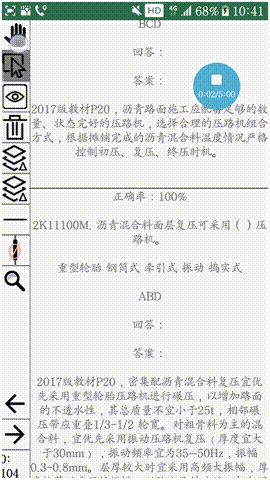 HD 4G 68% 10:41
BCD
回答：
答案：
0:02/5:00
2017版教材P20，沥青路面施工应配备足够的数
量、状态完好的压路机，选择合理的压路机组合
方式，根据摊铺完成的沥青混合料温度情况严格
控制初压、复压、终压时机。
正确率：100%
2K11100M. 沥青混合料面层复压可采用（ ）压
路机。
重型轮胎 钢筒式 牵引式 振动 捣实式
ABD
回答：
答案：
2017版教材P20，密集配沥青混合料复压宜优
先采用重型轮胎压路机进行碾压，以增加路面
的不透水性，其总质量不宜小于25t，相邻碾
压带应重叠1/3-1/2 轮宽。对粗骨料为主的混
合料，宜优先采用振动压路机复压（厚度宜大
于30mm），振动频率宜为35—50Hz，振幅
0.3-0.8mm。层厚较大时宜采用高频大振幅，厚
0:
104